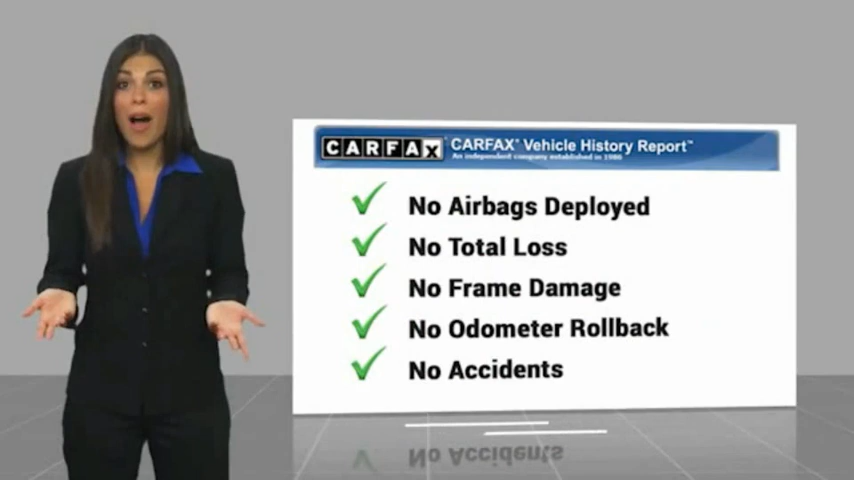 CARFAX CARFAX® Vehicle History Report™
An independent company established in 1986
No Airbags Deployed
No Total Loss
No Frame Damage
No Odometer Rollback
No Accidents
No Accidents